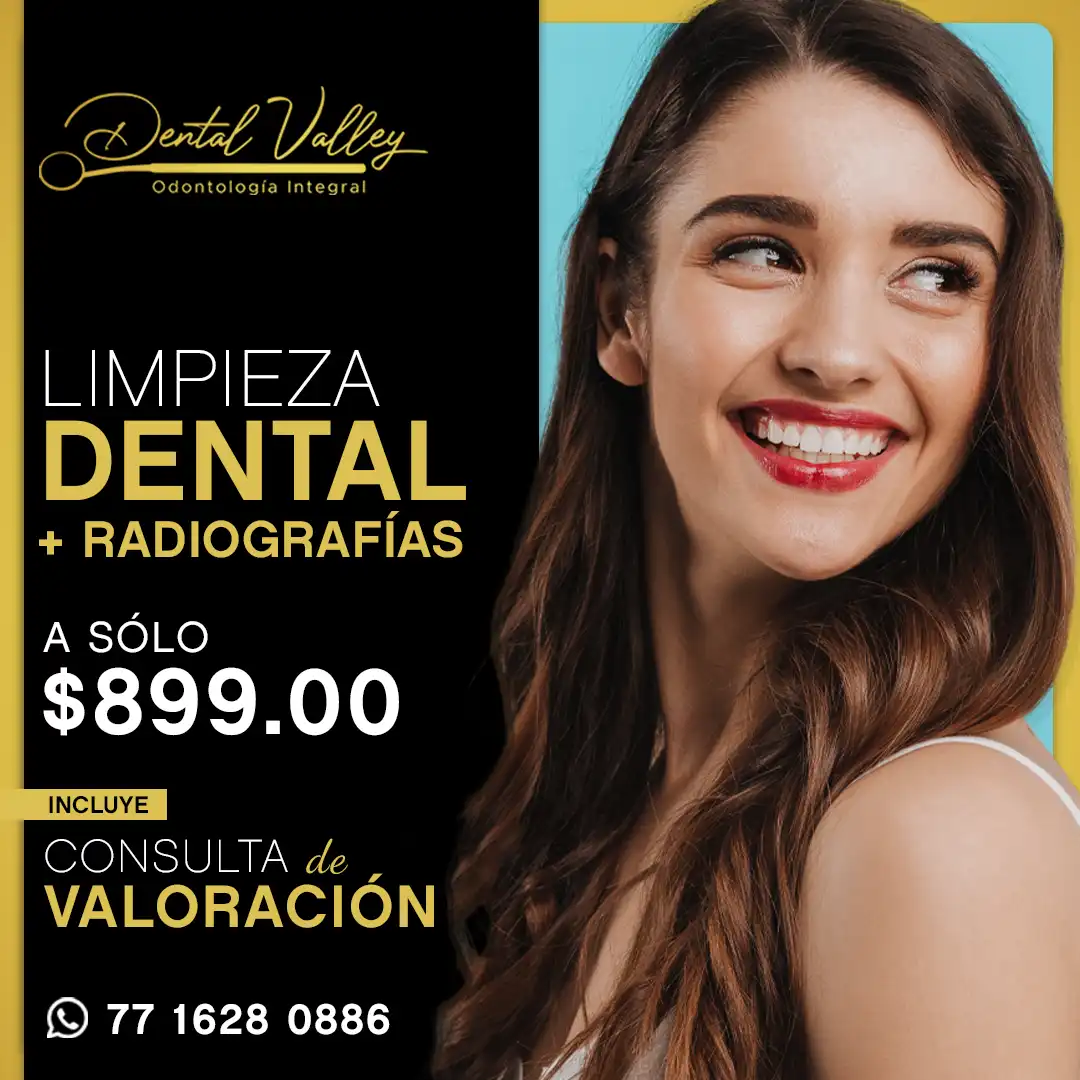 Dental Valley
Odontología Integral
LIMPIEZA
DENTAL
+ RADIOGRAFÍAS
A SÓLO
$899.00
INCLUYE
CONSULTA de
VALORACIÓN
77 1628 0886